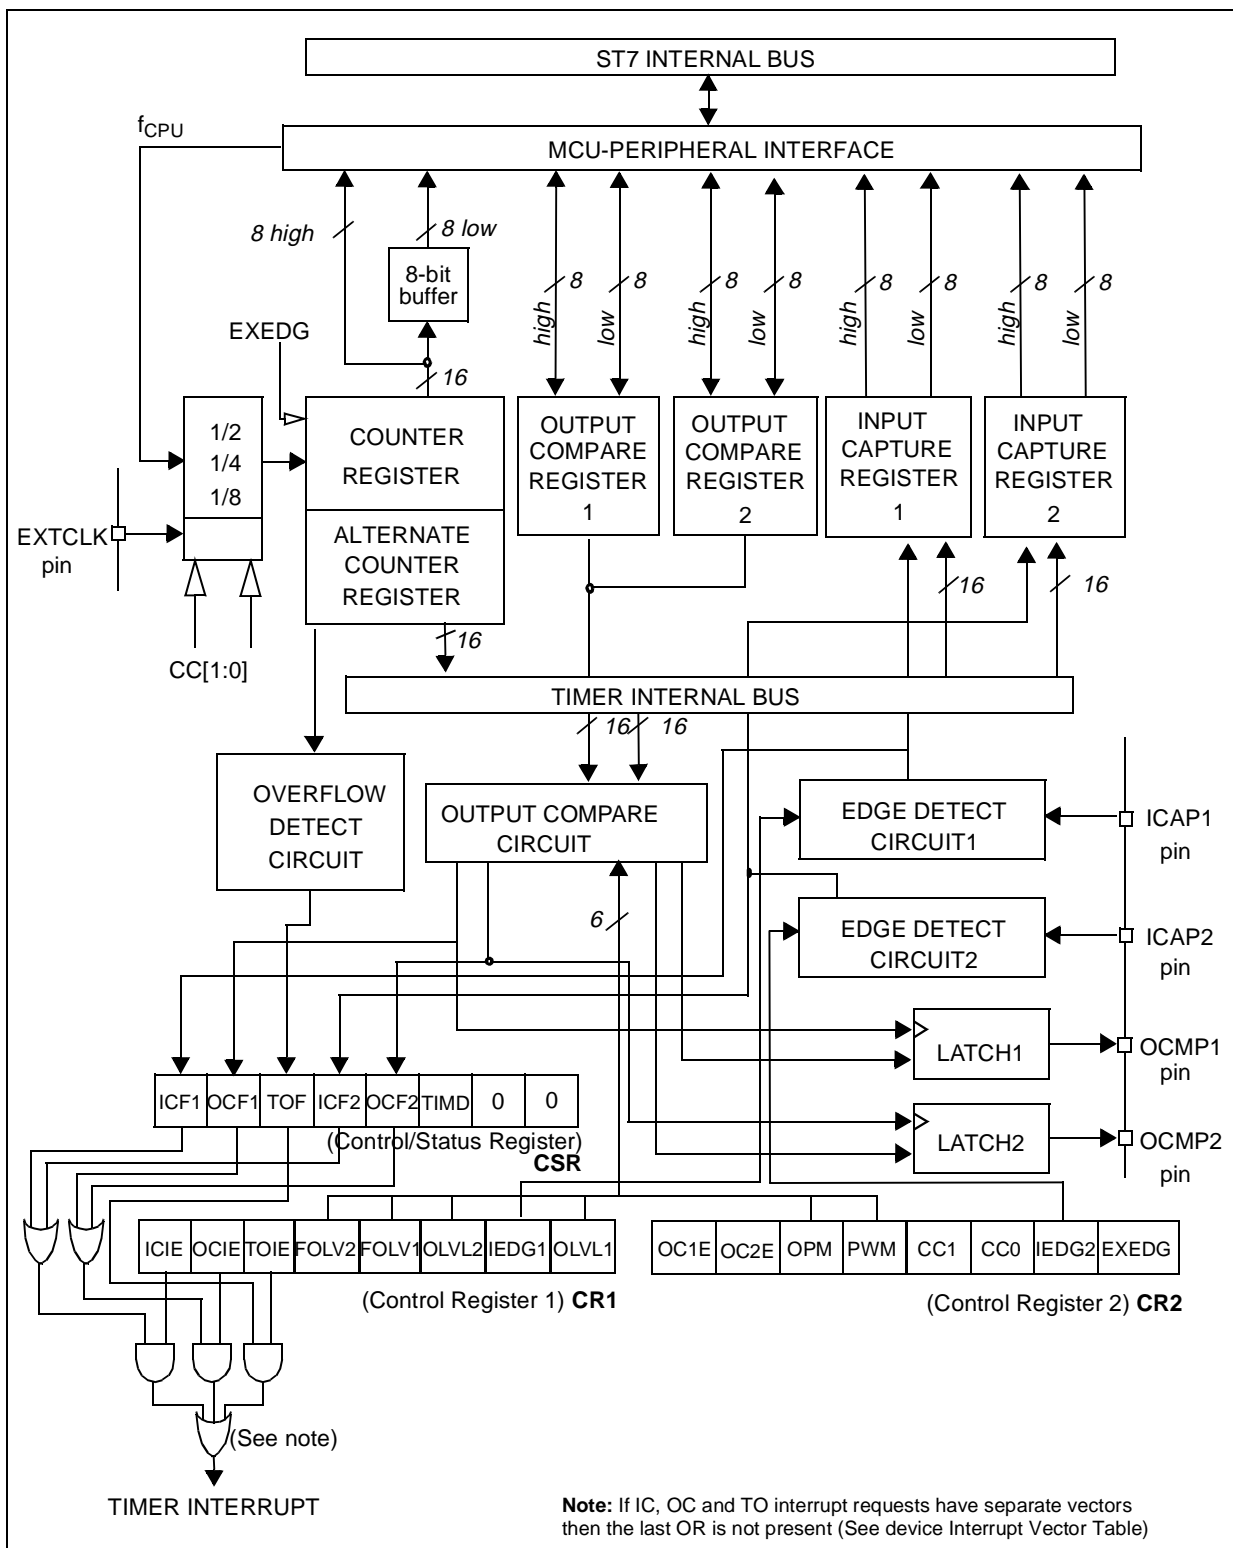 ST7 INTERNAL BUS
fCPU
MCU-PERIPHERAL INTERFACE
8 high
8 low
8-bit
buffer
high
8
low
8
high
8
low
8
high
8
low
8
high
8
low
8
EXEDG
16
1/2
1/4
1/8
COUNTER
REGISTER
ALTERNATE
COUNTER
REGISTER
OUTPUT
COMPARE
REGISTER
1
OUTPUT
COMPARE
REGISTER
2
INPUT
CAPTURE
REGISTER
1
INPUT
CAPTURE
REGISTER
2
EXTCLK
pin
CC[1:0]
16
16
16
TIMER INTERNAL BUS
16
16
OVERFLOW
DETECT
CIRCUIT
OUTPUT COMPARE
CIRCUIT
6
EDGE DETECT
CIRCUIT1
ICAP1
pin
EDGE DETECT
CIRCUIT2
ICAP2
pin
LATCH1
OCMP1
pin
LATCH2
OCMP2
pin
ICF1 OCF1 TOF ICF2 OCF2 TIMD 0 0
(Control/Status Register)
CSR
ICIE OCIE TOIE FOLV2 FOLV1 OLVL2 IEDG1 OLVL1
(Control Register 1) CR1
OC1E OC2E OPM PWM CC1 CC0 IEDG2 EXEDG
(Control Register 2) CR2
(See note)
TIMER INTERRUPT
Note: If IC, OC and TO interrupt requests have separate vectors
then the last OR is not present (See device Interrupt Vector Table)